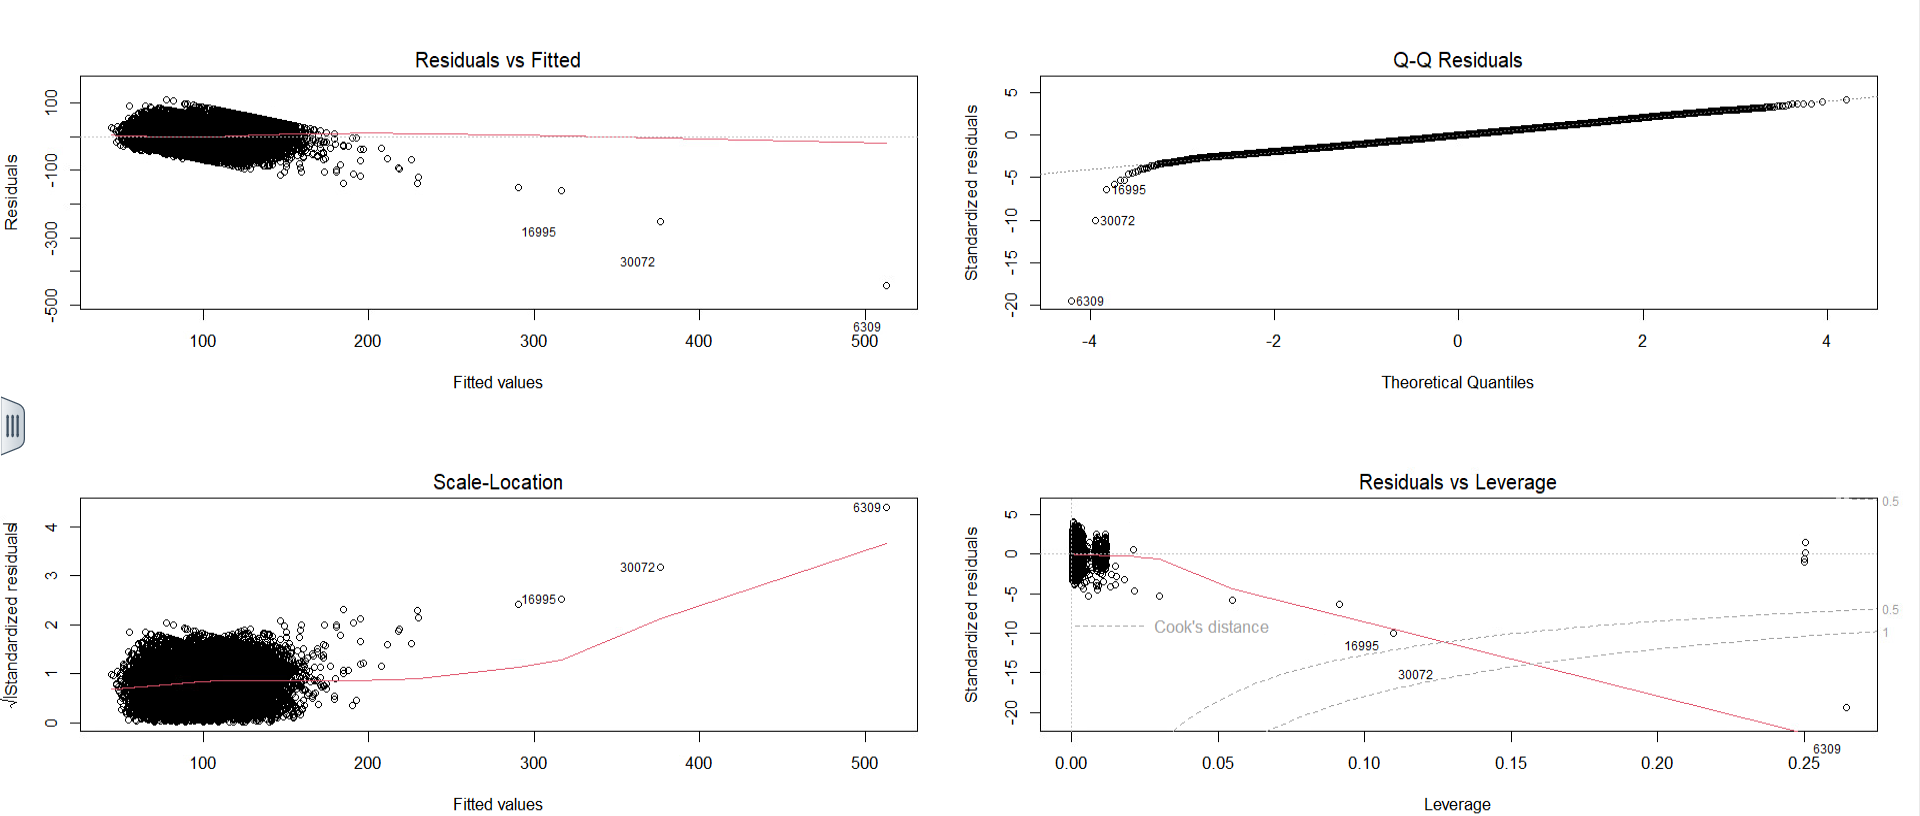 Residuals vs Fitted
Residuals
100
-100
-300
-500
16995
30072
6309
100 200 300 400 500
Fitted values
Q-Q Residuals
Standardized residuals
5
0
-5
-10
-15
-20
16995
30072
6309
-4 -2 0 2 4
Theoretical Quantiles
Scale-Location
√|Standardized residuals|
4
3
2
1
0
6309
30072
16995
100 200 300 400 500
Fitted values
Residuals vs Leverage
Standardized residuals
5
0
-5
-10
-15
-20
0.5
0.5
1
Cook's distance
16995
30072
6309
0.00 0.05 0.10 0.15 0.20 0.25
Leverage